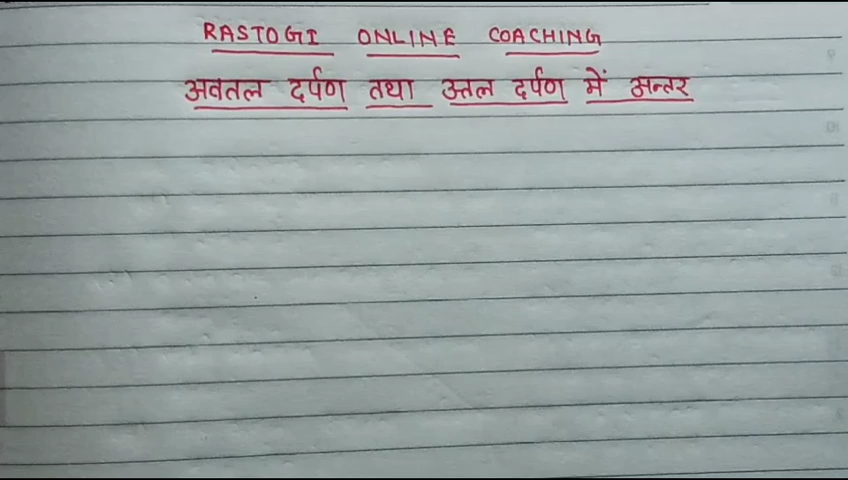 RASTOGI ONLINE COACHING
अवतल दर्पण तथा उत्तल दर्पण में अन्तर